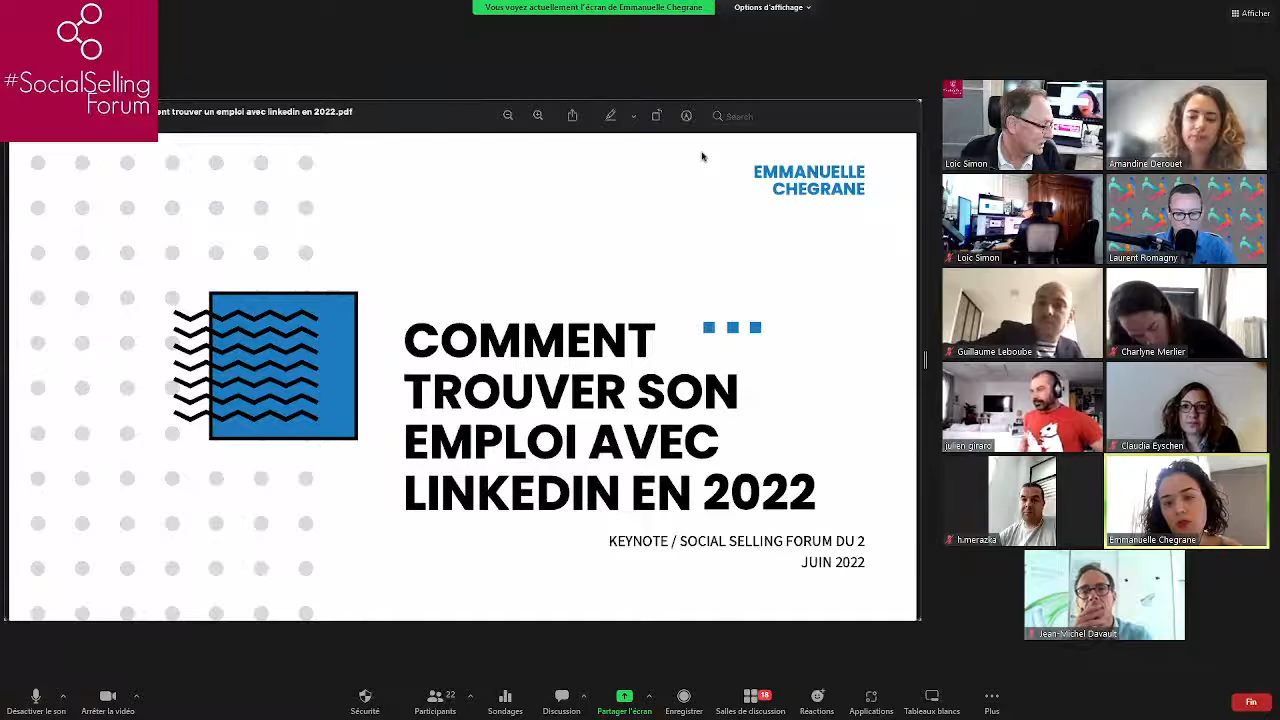 Vous voyez actuellement l'écran de Emmanuelle Chegrane
Options d'affichage
Afficher
#SocialSelling
Forum
nt trouver un emploi avec linkedin en 2022.pdf
Search
EMMANUELLE
CHEGRANE
COMMENT
TROUVER SON
EMPLOI AVEC
LINKEDIN EN 2022
KEYNOTE / SOCIAL SELLING FORUM DU 2
JUIN 2022
Loic Simon
Amandine Derouet
Loic Simon
Laurent Romagny
Guillaume Leboube
Charlyne Merlier
julien girard
Claudia Eyschen
h.merazka
Emmanuelle Chegrane
Jean-Michel Davault
Désactiver le son
Arrêter la vidéo
Sécurité
22
Participants
Sondages
Discussion
Partager l'écran
Enregistrer
18
Salles de discussion
Réactions
Applications
Tableaux blancs
Plus
Fin